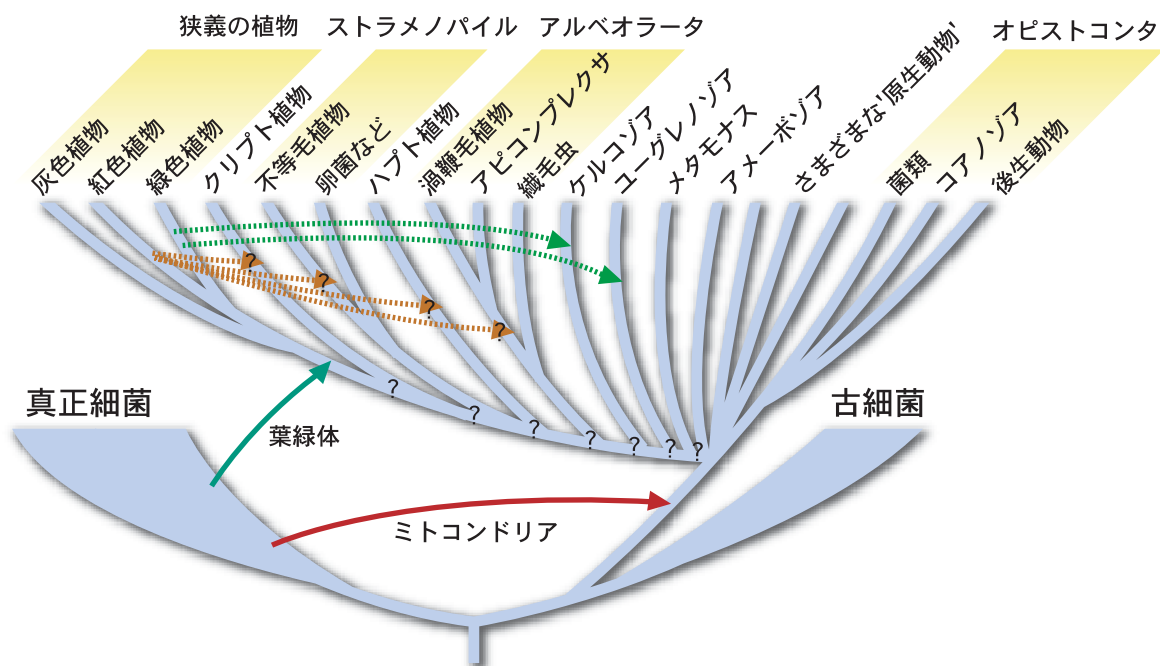 狭義の植物
ストラメノパイル
アルベオラータ
オピストコンタ
灰色植物
紅色植物
緑色植物
クリプト植物
不等毛植物
卵菌など
ハプト植物
渦鞭毛植物
アピコンプレクサ
繊毛虫
ケルコゾア
ユーグレノゾア
メタモナス
アメーボゾア
さまざまな'原生動物'
菌類
コアノゾア
後生動物
?
?
?
?
?
?
?
?
?
?
?
真正細菌
古細菌
葉緑体
ミトコンドリア